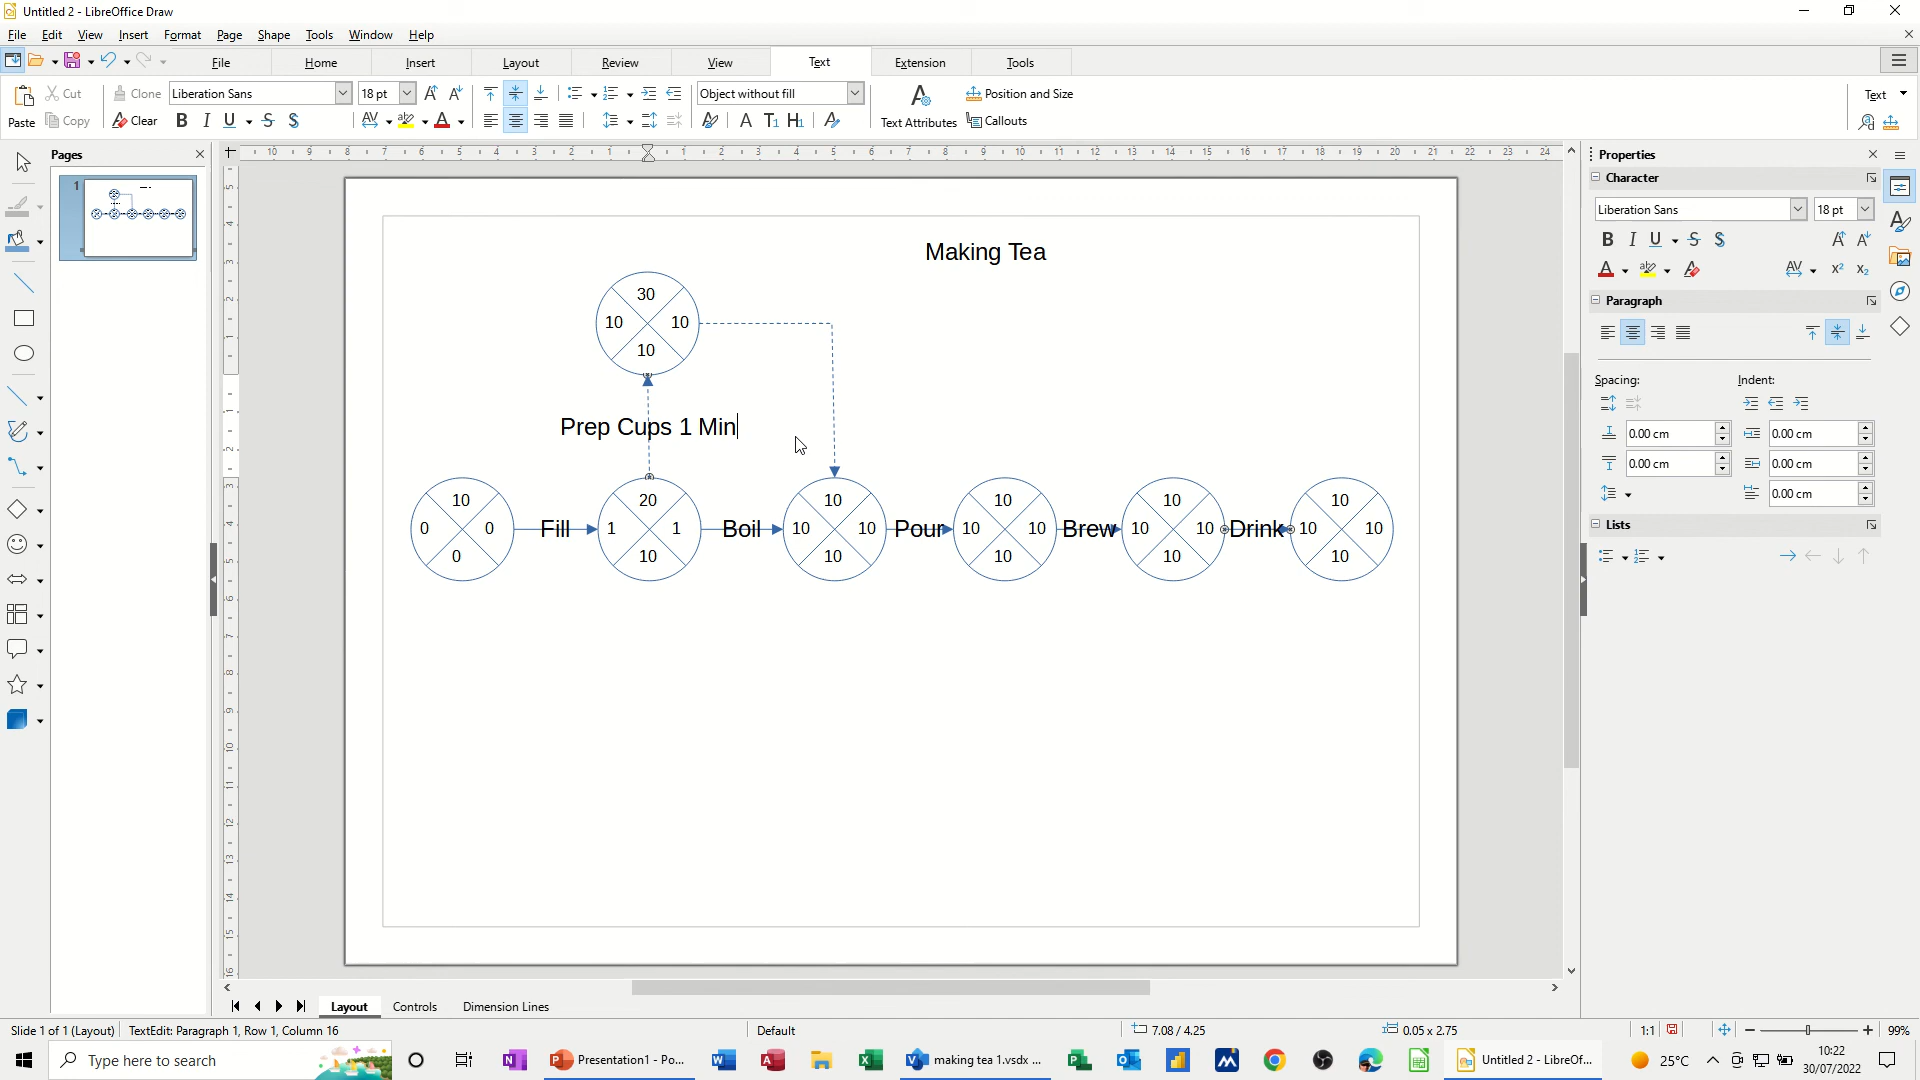 Untitled 2 - LibreOffice Draw
File Edit View Insert Format Page Shape Tools Window Help
File Home Insert Layout Review View Text Extension Tools
Paste Cut Copy Clone Clear Liberation Sans 18 pt Object without fill Text Attributes Position and Size Callouts Text
Pages
1
Making Tea
30
10 10
10
Prep Cups 1 Min
10
0 0
0
Fill
20
1 1
10
Boil
10
10 10
10
Pour
10
10 10
10
Brew
10
10 10
10
Drink
10
10 10
10
Properties
Character
Liberation Sans 18 pt
Paragraph
Spacing: Indent:
0.00 cm 0.00 cm
0.00 cm 0.00 cm
0.00 cm
Lists
Layout Controls Dimension Lines
Slide 1 of 1 (Layout) TextEdit: Paragraph 1, Row 1, Column 16 Default 7.08 / 4.25 0.05 x 2.75 1:1 99%
Type here to search Presentation1 - Po... making tea 1.vsdx ... Untitled 2 - LibreOf... 25°C 10:22
30/07/2022